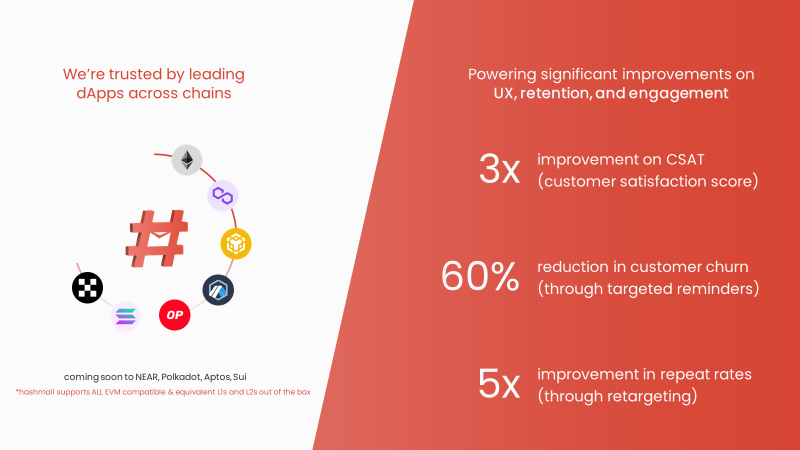 We're trusted by leading
dApps across chains
#
OP
coming soon to NEAR, Polkadot, Aptos, Sui
*hashmail supports ALL EVM compatible & equivalent L1s and L2s out of the box
Powering significant improvements on
UX, retention, and engagement
3x
improvement on CSAT
(customer satisfaction score)
60%
reduction in customer churn
(through targeted reminders)
5x
improvement in repeat rates
(through retargeting)